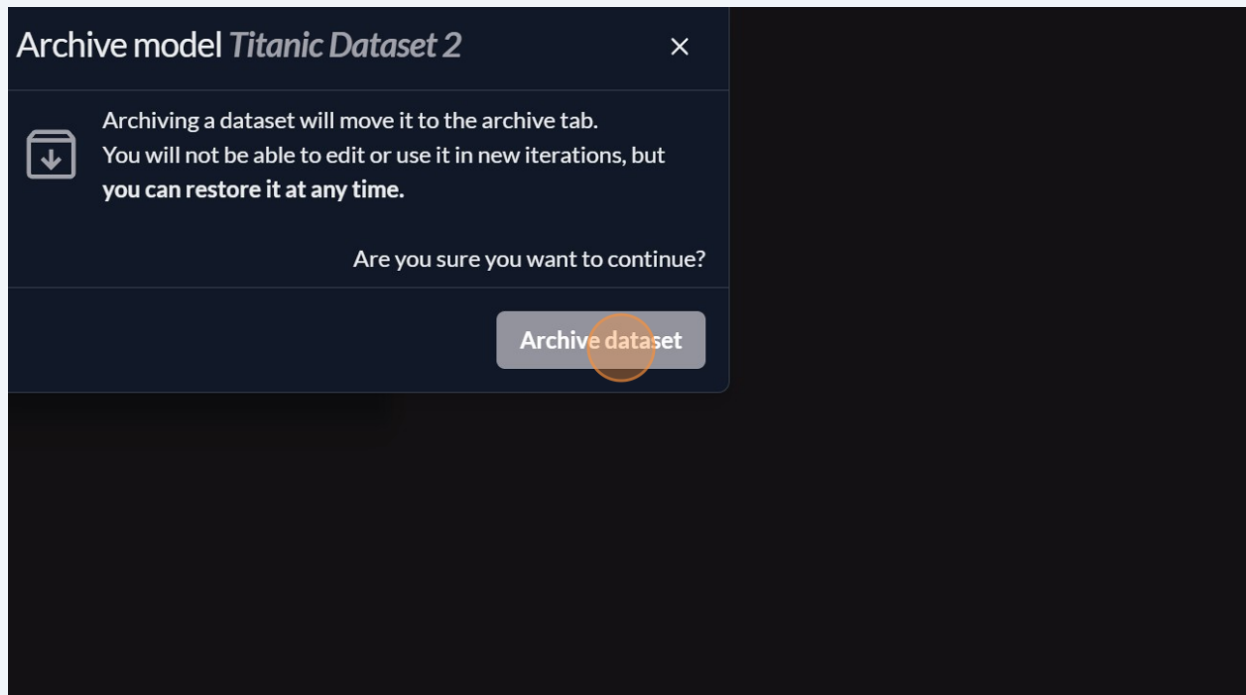 Archive model Titanic Dataset 2
Archiving a dataset will move it to the archive tab.
You will not be able to edit or use it in new iterations, but
you can restore it at any time.
Are you sure you want to continue?
Archive dataset